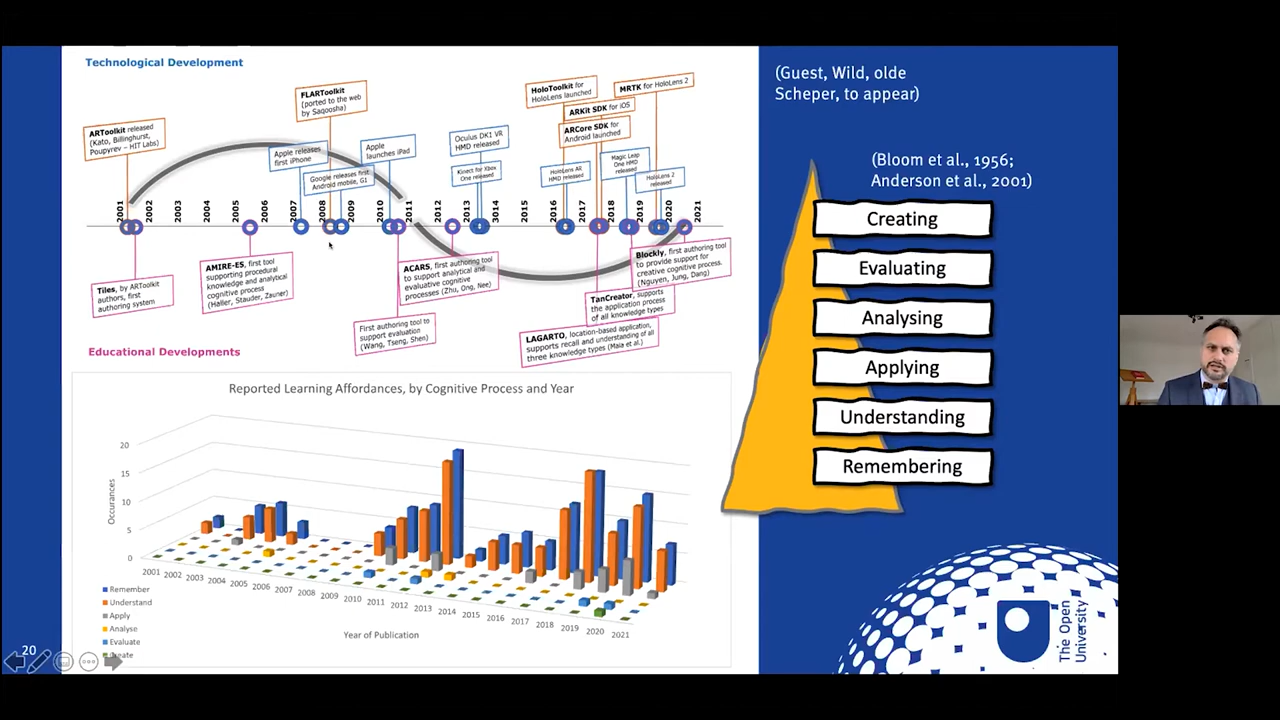 Technological Development
ARToolkit released
(Kato, Billinghurst,
Poupyrev – HIT Labs)
FLARToolkit
(ported to the web
by Saqoosha)
Apple releases
first iPhone
Google releases first
Android mobile, G1
Apple
launches iPad
Oculus DK1 VR
HMD released
Kinect for Xbox
One released
HoloToolkit for
HoloLens launched
ARKit SDK for iOS
ARCore SDK for
Android launched
MRTK for HoloLens 2
HoloLens AR
HMD released
Magic Leap
One HMD
released
HoloLens 2
released
2001
2002
2003
2004
2005
2006
2007
2008
2009
2010
2011
2012
2013
2014
2015
2016
2017
2018
2019
2020
2021
Tiles, by ARToolkit
authors, first
authoring system
AMIRE-ES, first tool
supporting procedural
knowledge and analytical
cognitive process
(Haller, Stauder, Zauner)
First authoring tool to
support evaluation
(Wang, Tseng, Shen)
ACARS, first authoring tool
to support analytical and
evaluative cognitive
processes (Zhu, Ong, Nee)
LAGARTO, location-based application,
supports recall and understanding of all
three knowledge types (Maia et al.)
TanCreator, supports
the application process
of all knowledge types
Blockly, first authoring tool
to provide support for
creative cognitive process.
(Nguyen, Jung, Dang)
Educational Developments
Reported Learning Affordances, by Cognitive Process and Year
Occurances
20
15
10
5
0
2001
2002
2003
2004
2005
2006
2007
2008
2009
2010
2011
2012
2013
2014
2015
2016
2017
2018
2019
2020
2021
Year of Publication
Remember
Understand
Apply
Analyse
Evaluate
20
(Guest, Wild, olde
Scheper, to appear)
(Bloom et al., 1956;
Anderson et al., 2001)
Creating
Evaluating
Analysing
Applying
Understanding
Remembering
The Open
University